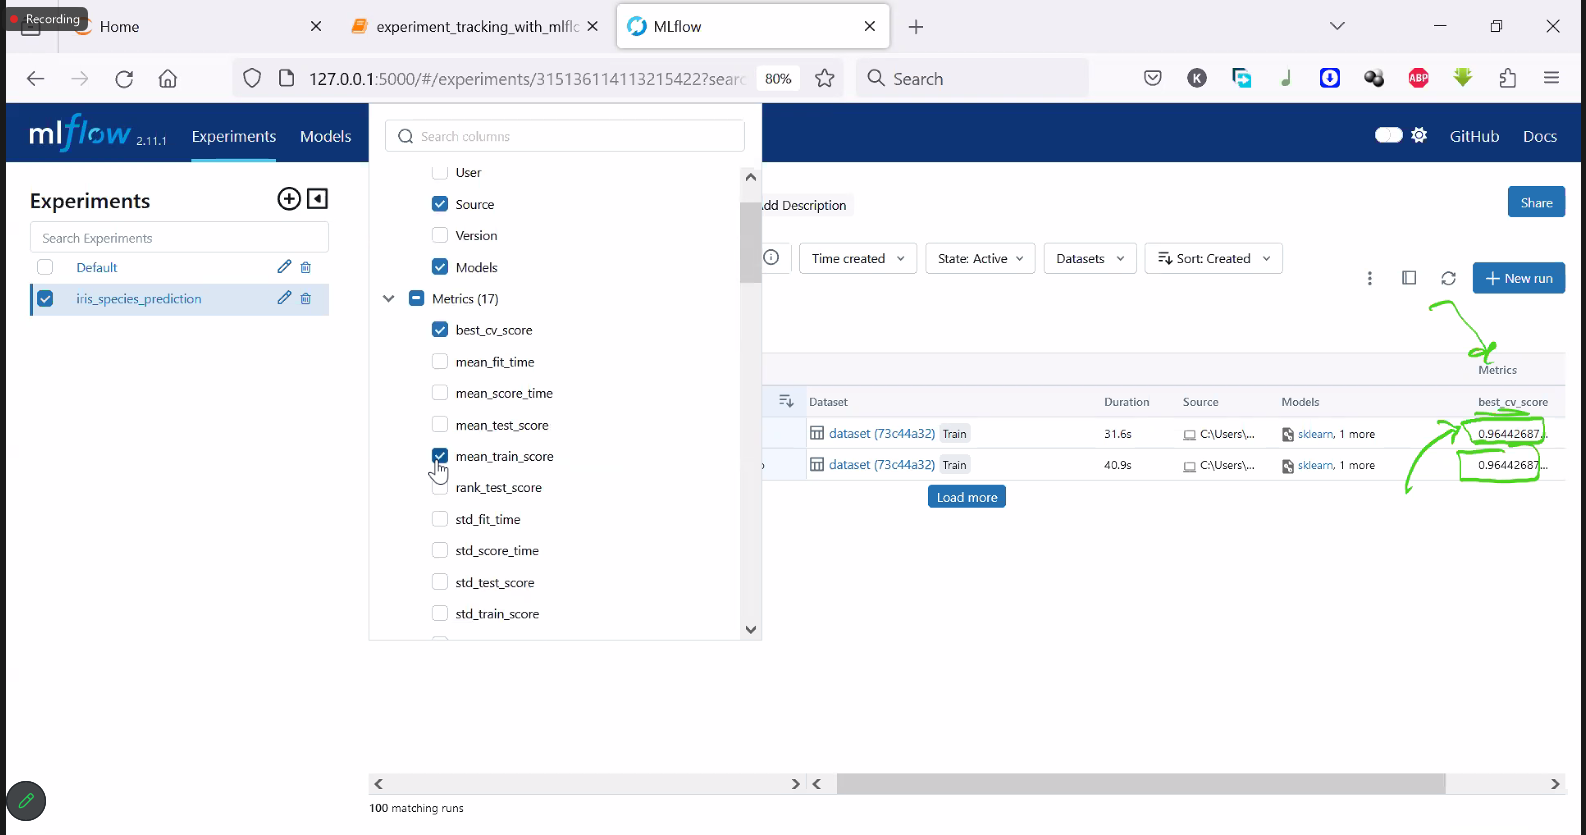 Recording
Home
experiment_tracking_with_mlfl
MLflow
127.0.0.1:5000/#/experiments/315136114113215422?sear
80%
Search
K
ABP
mlflow 2.11.1
Experiments
Models
GitHub
Docs
Search columns
Experiments
Search Experiments
Default
iris_species_prediction
User
Source
Version
Models
Metrics (17)
best_cv_score
mean_fit_time
mean_score_time
mean_test_score
mean_train_score
rank_test_score
std_fit_time
std_score_time
std_test_score
std_train_score
dd Description
Share
Time created
State: Active
Datasets
Sort: Created
New run
Metrics
Dataset
Duration
Source
Models
best_cv_score
dataset (73c44a32) Train
31.6s
C:\Users\...
sklearn, 1 more
0.96442687...
dataset (73c44a32) Train
40.9s
C:\Users\...
sklearn, 1 more
0.96442687...
Load more
100 matching runs